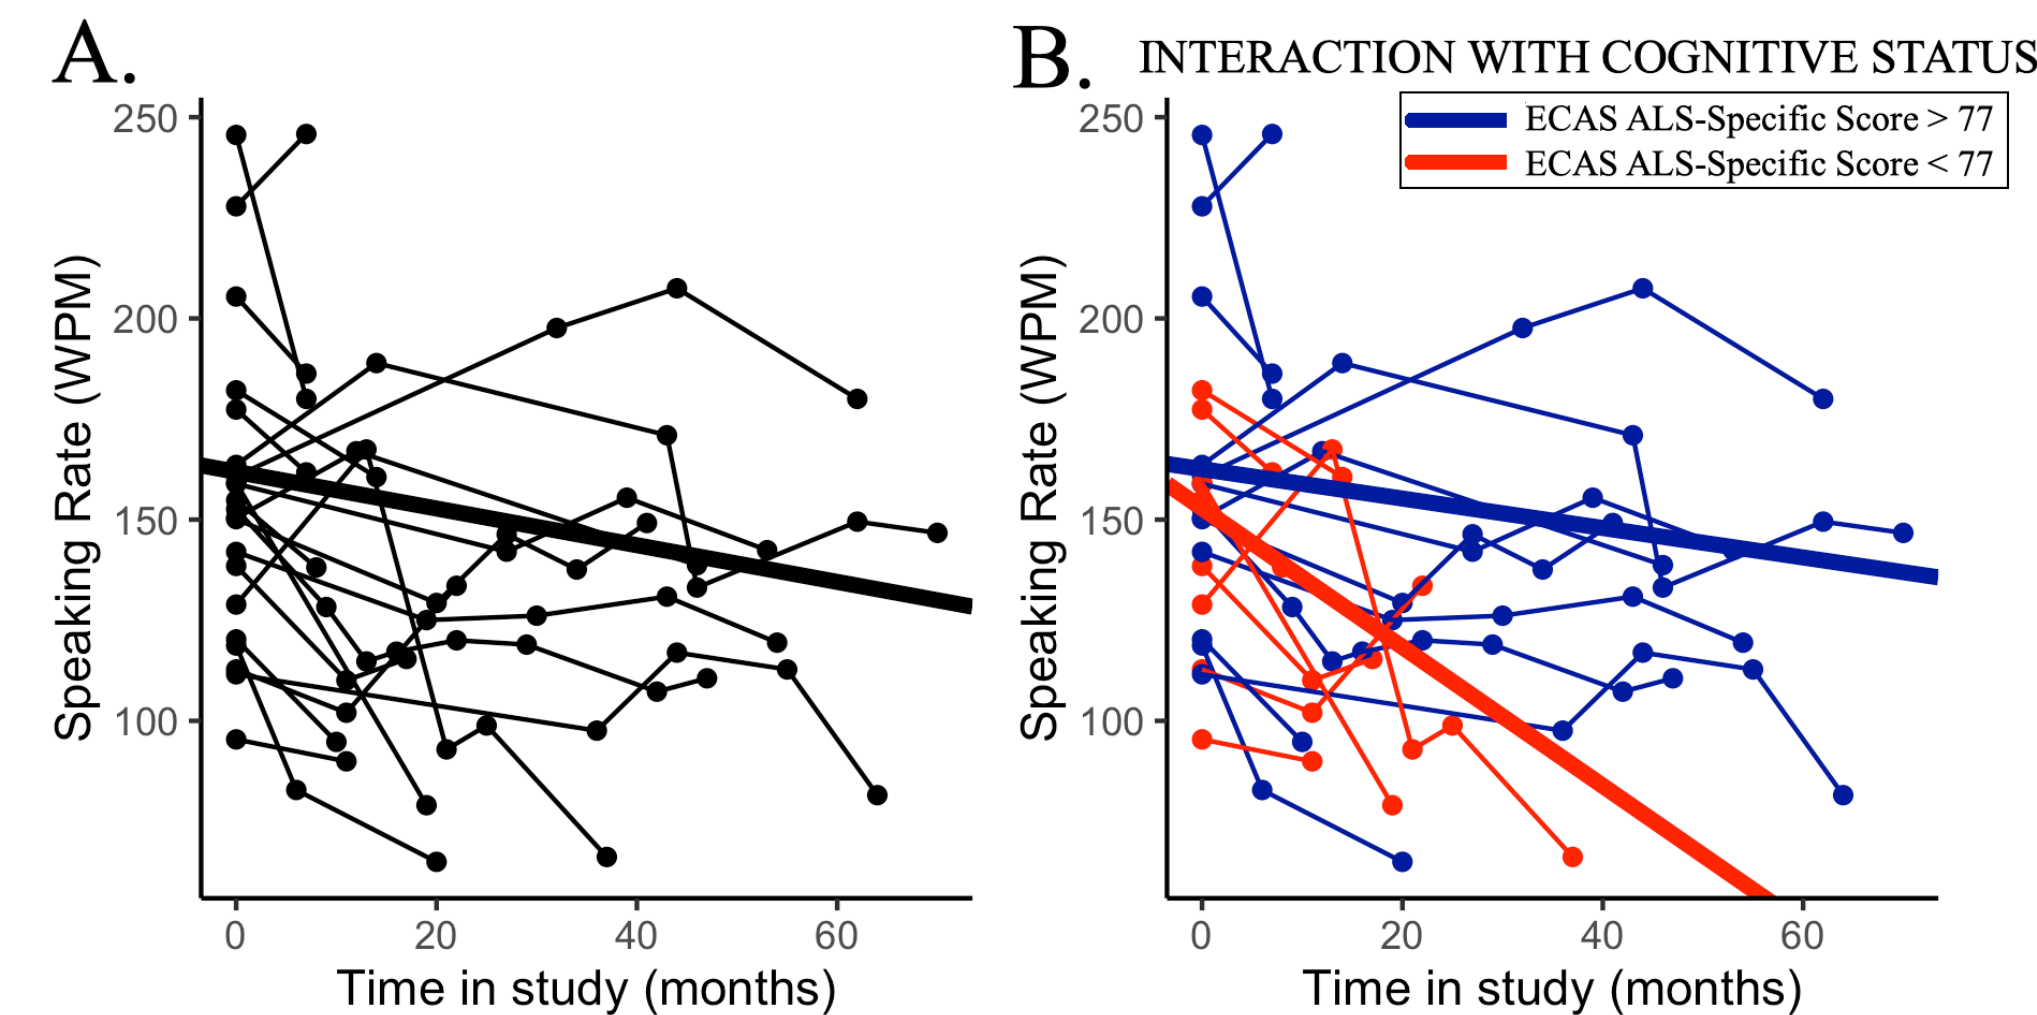 A.
250
200
150
100
Speaking Rate (WPM)
0 20 40 60
Time in study (months)
B. INTERACTION WITH COGNITIVE STATUS
ECAS ALS-Specific Score > 77
ECAS ALS-Specific Score < 77
250
200
150
100
Speaking Rate (WPM)
0 20 40 60
Time in study (months)